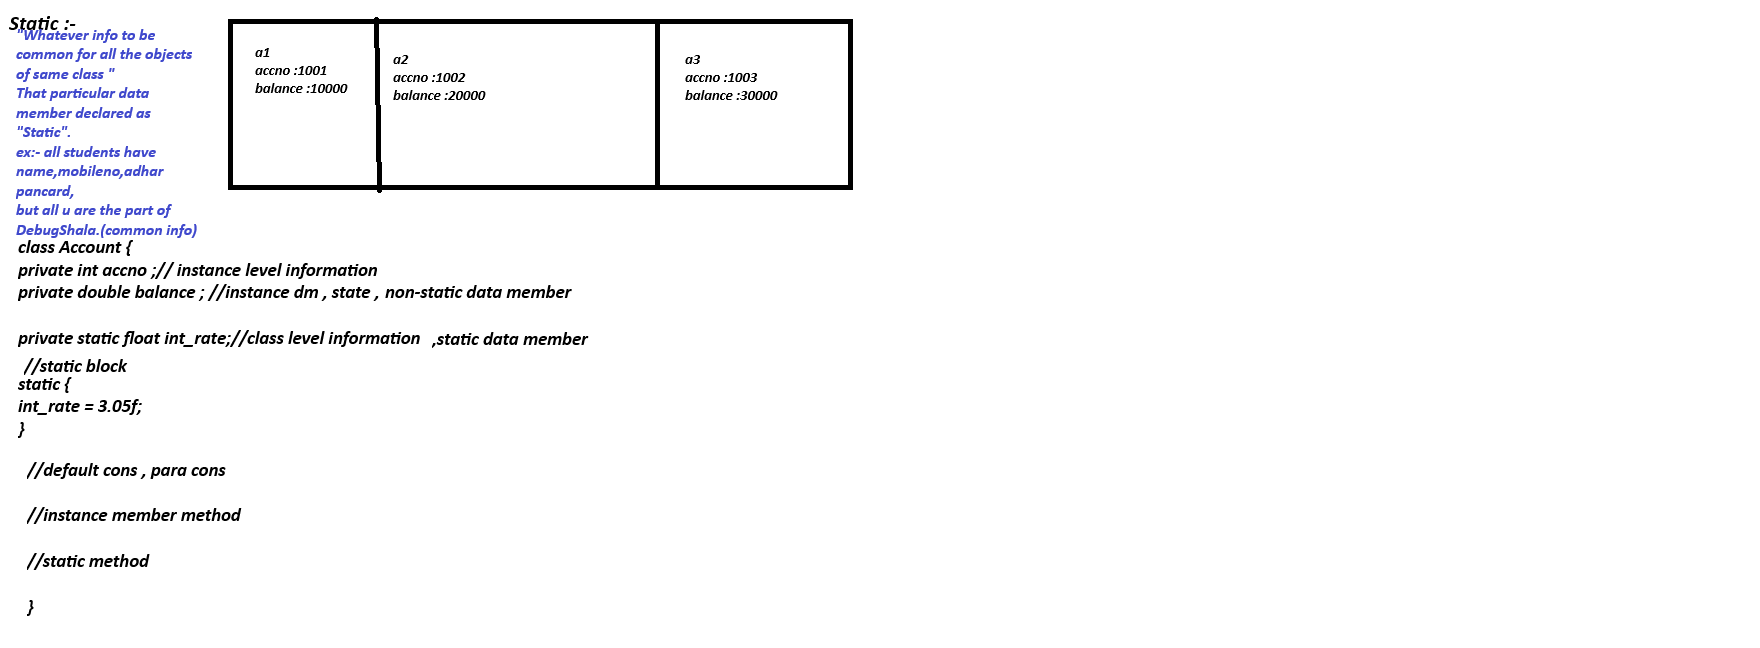 Static :-
"Whatever info to be
common for all the objects
of same class "
That particular data
member declared as
"Static".
ex:- all students have
name,mobileno,adhar
pancard,
but all u are the part of
DebugShala.(common info)
a1
accno :1001
balance :10000
a2
accno :1002
balance :20000
a3
accno :1003
balance :30000
class Account {
private int accno ;// instance level information
private double balance ; //instance dm , state , non-static data member
private static float int_rate;//class level information ,static data member
//static block
static {
int_rate = 3.05f;
}
//default cons , para cons
//instance member method
//static method
}